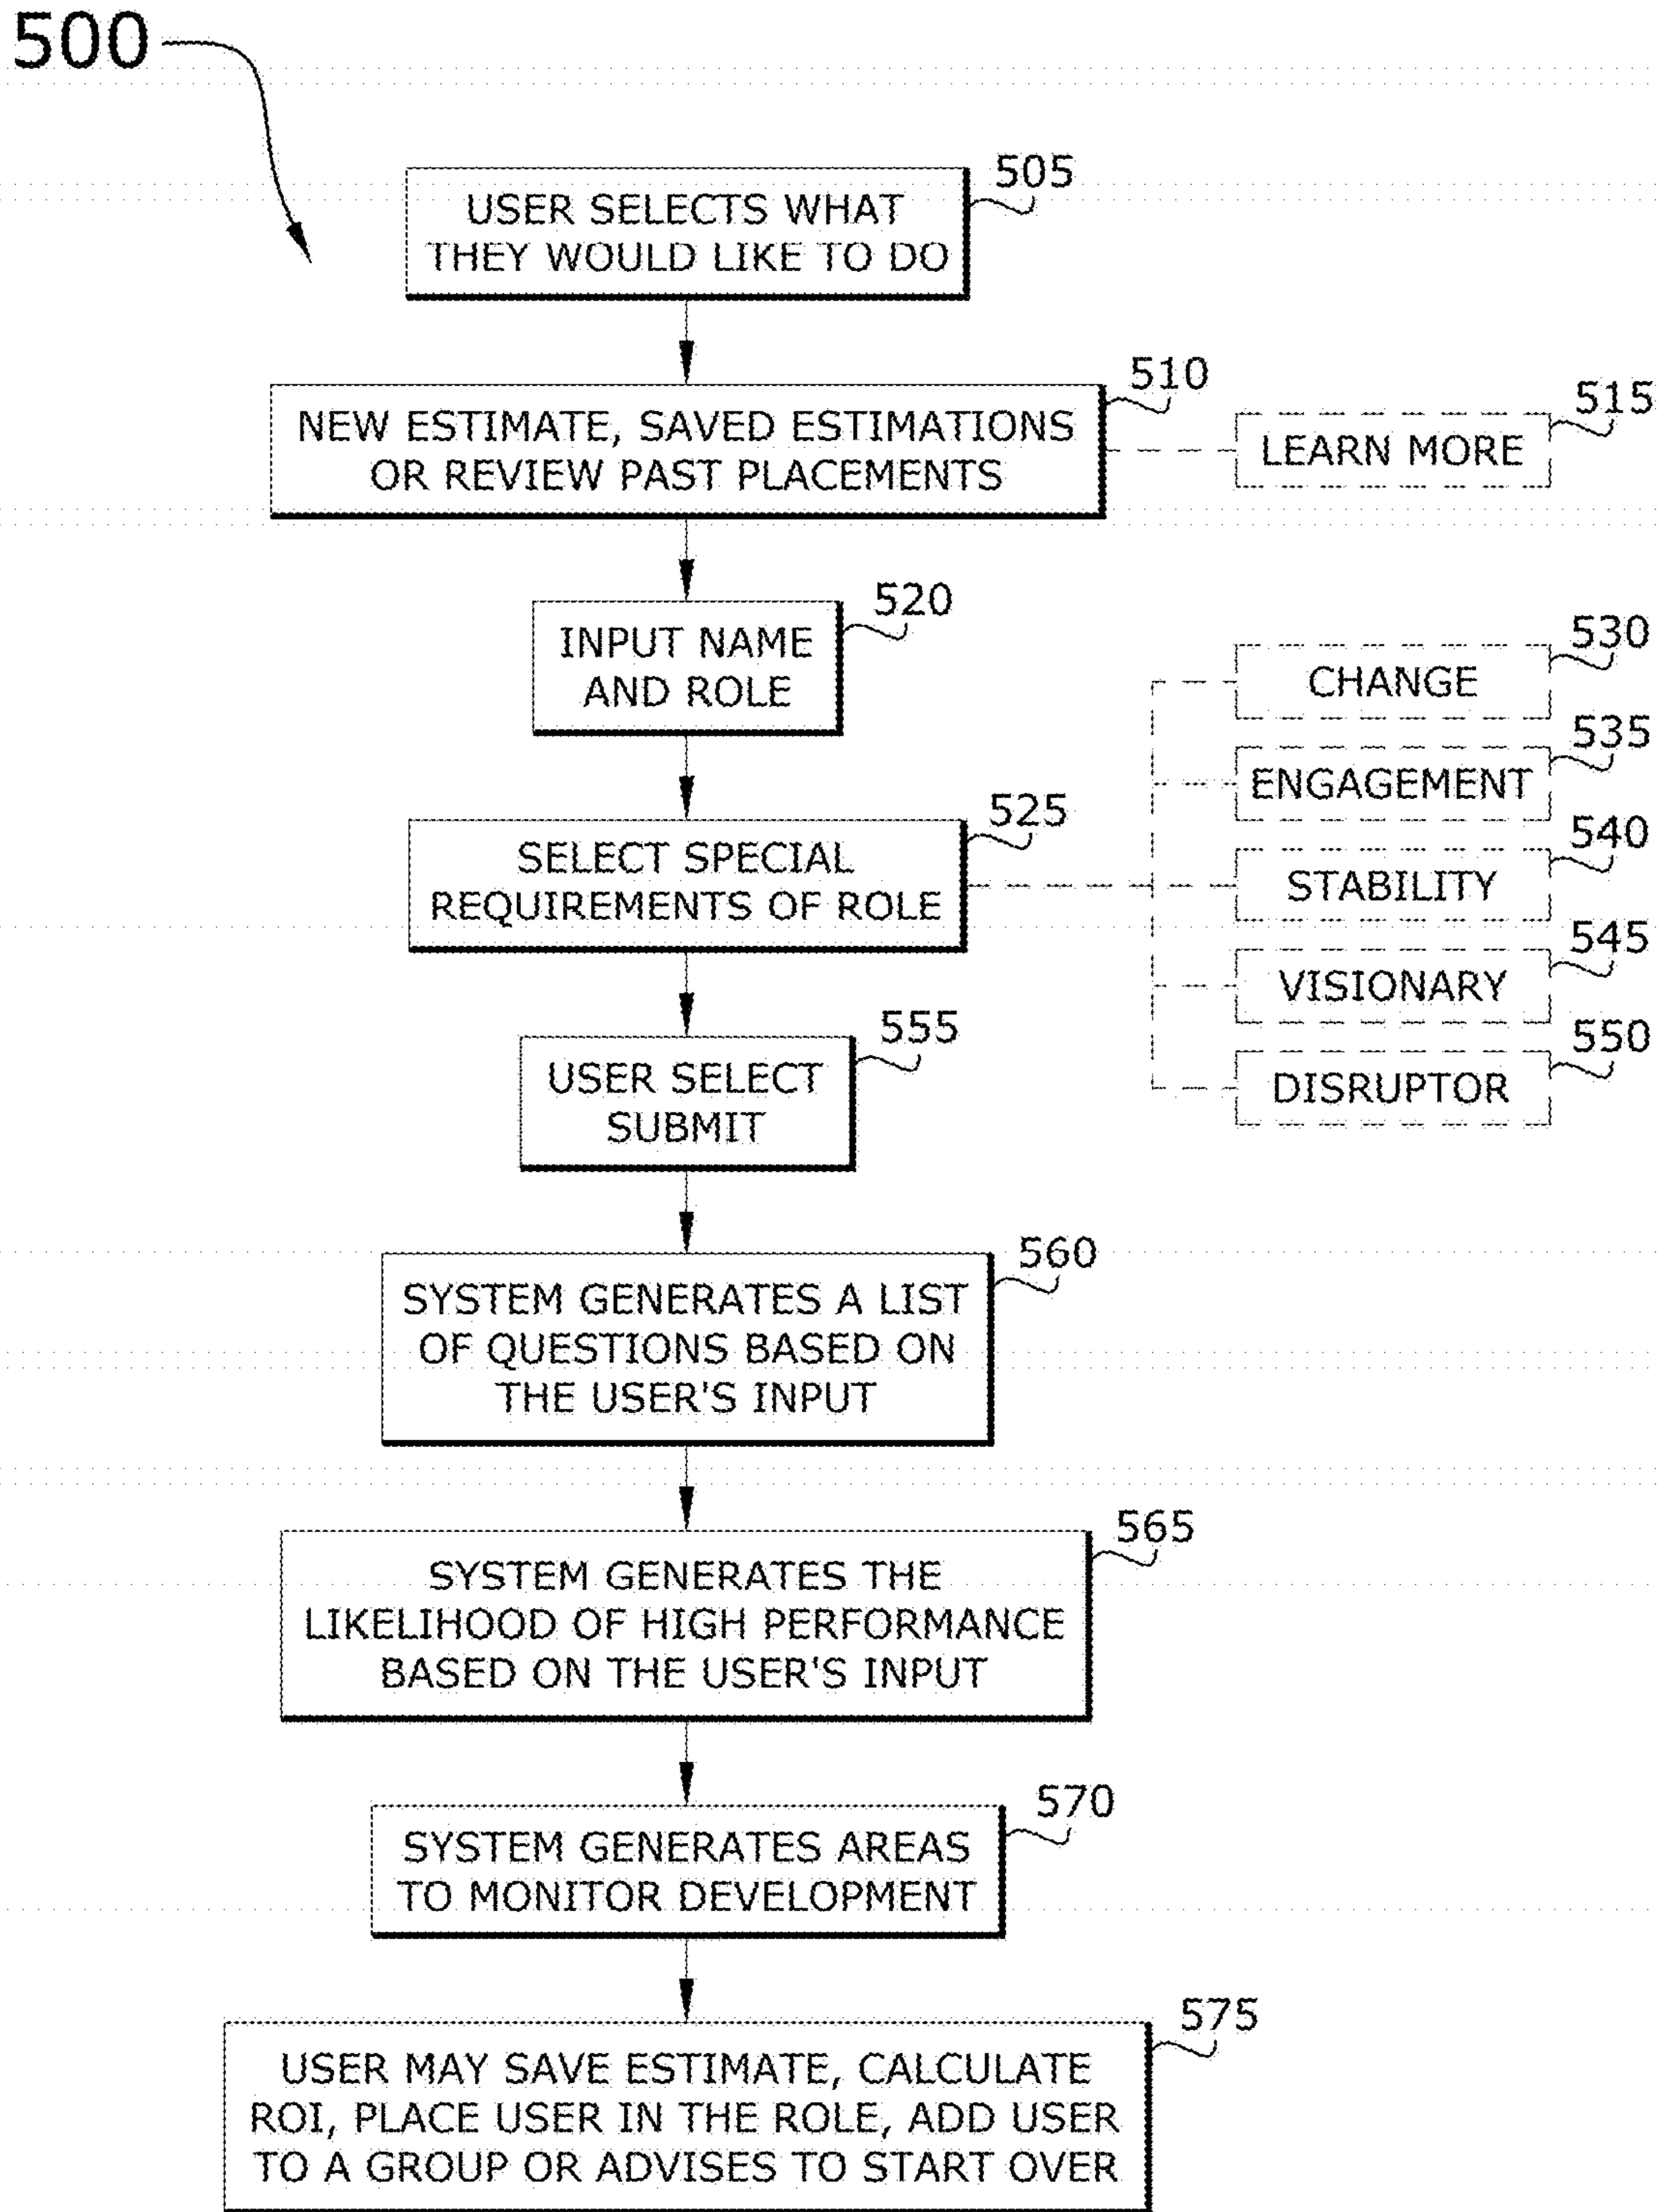 500
505
USER SELECTS WHAT
THEY WOULD LIKE TO DO
510
NEW ESTIMATE, SAVED ESTIMATIONS
OR REVIEW PAST PLACEMENTS
515
LEARN MORE
520
INPUT NAME
AND ROLE
525
SELECT SPECIAL
REQUIREMENTS OF ROLE
530
CHANGE
535
ENGAGEMENT
540
STABILITY
545
VISIONARY
550
DISRUPTOR
555
USER SELECT
SUBMIT
560
SYSTEM GENERATES A LIST
OF QUESTIONS BASED ON
THE USER'S INPUT
565
SYSTEM GENERATES THE
LIKELIHOOD OF HIGH PERFORMANCE
BASED ON THE USER'S INPUT
570
SYSTEM GENERATES AREAS
TO MONITOR DEVELOPMENT
575
USER MAY SAVE ESTIMATE, CALCULATE
ROI, PLACE USER IN THE ROLE, ADD USER
TO A GROUP OR ADVISES TO START OVER